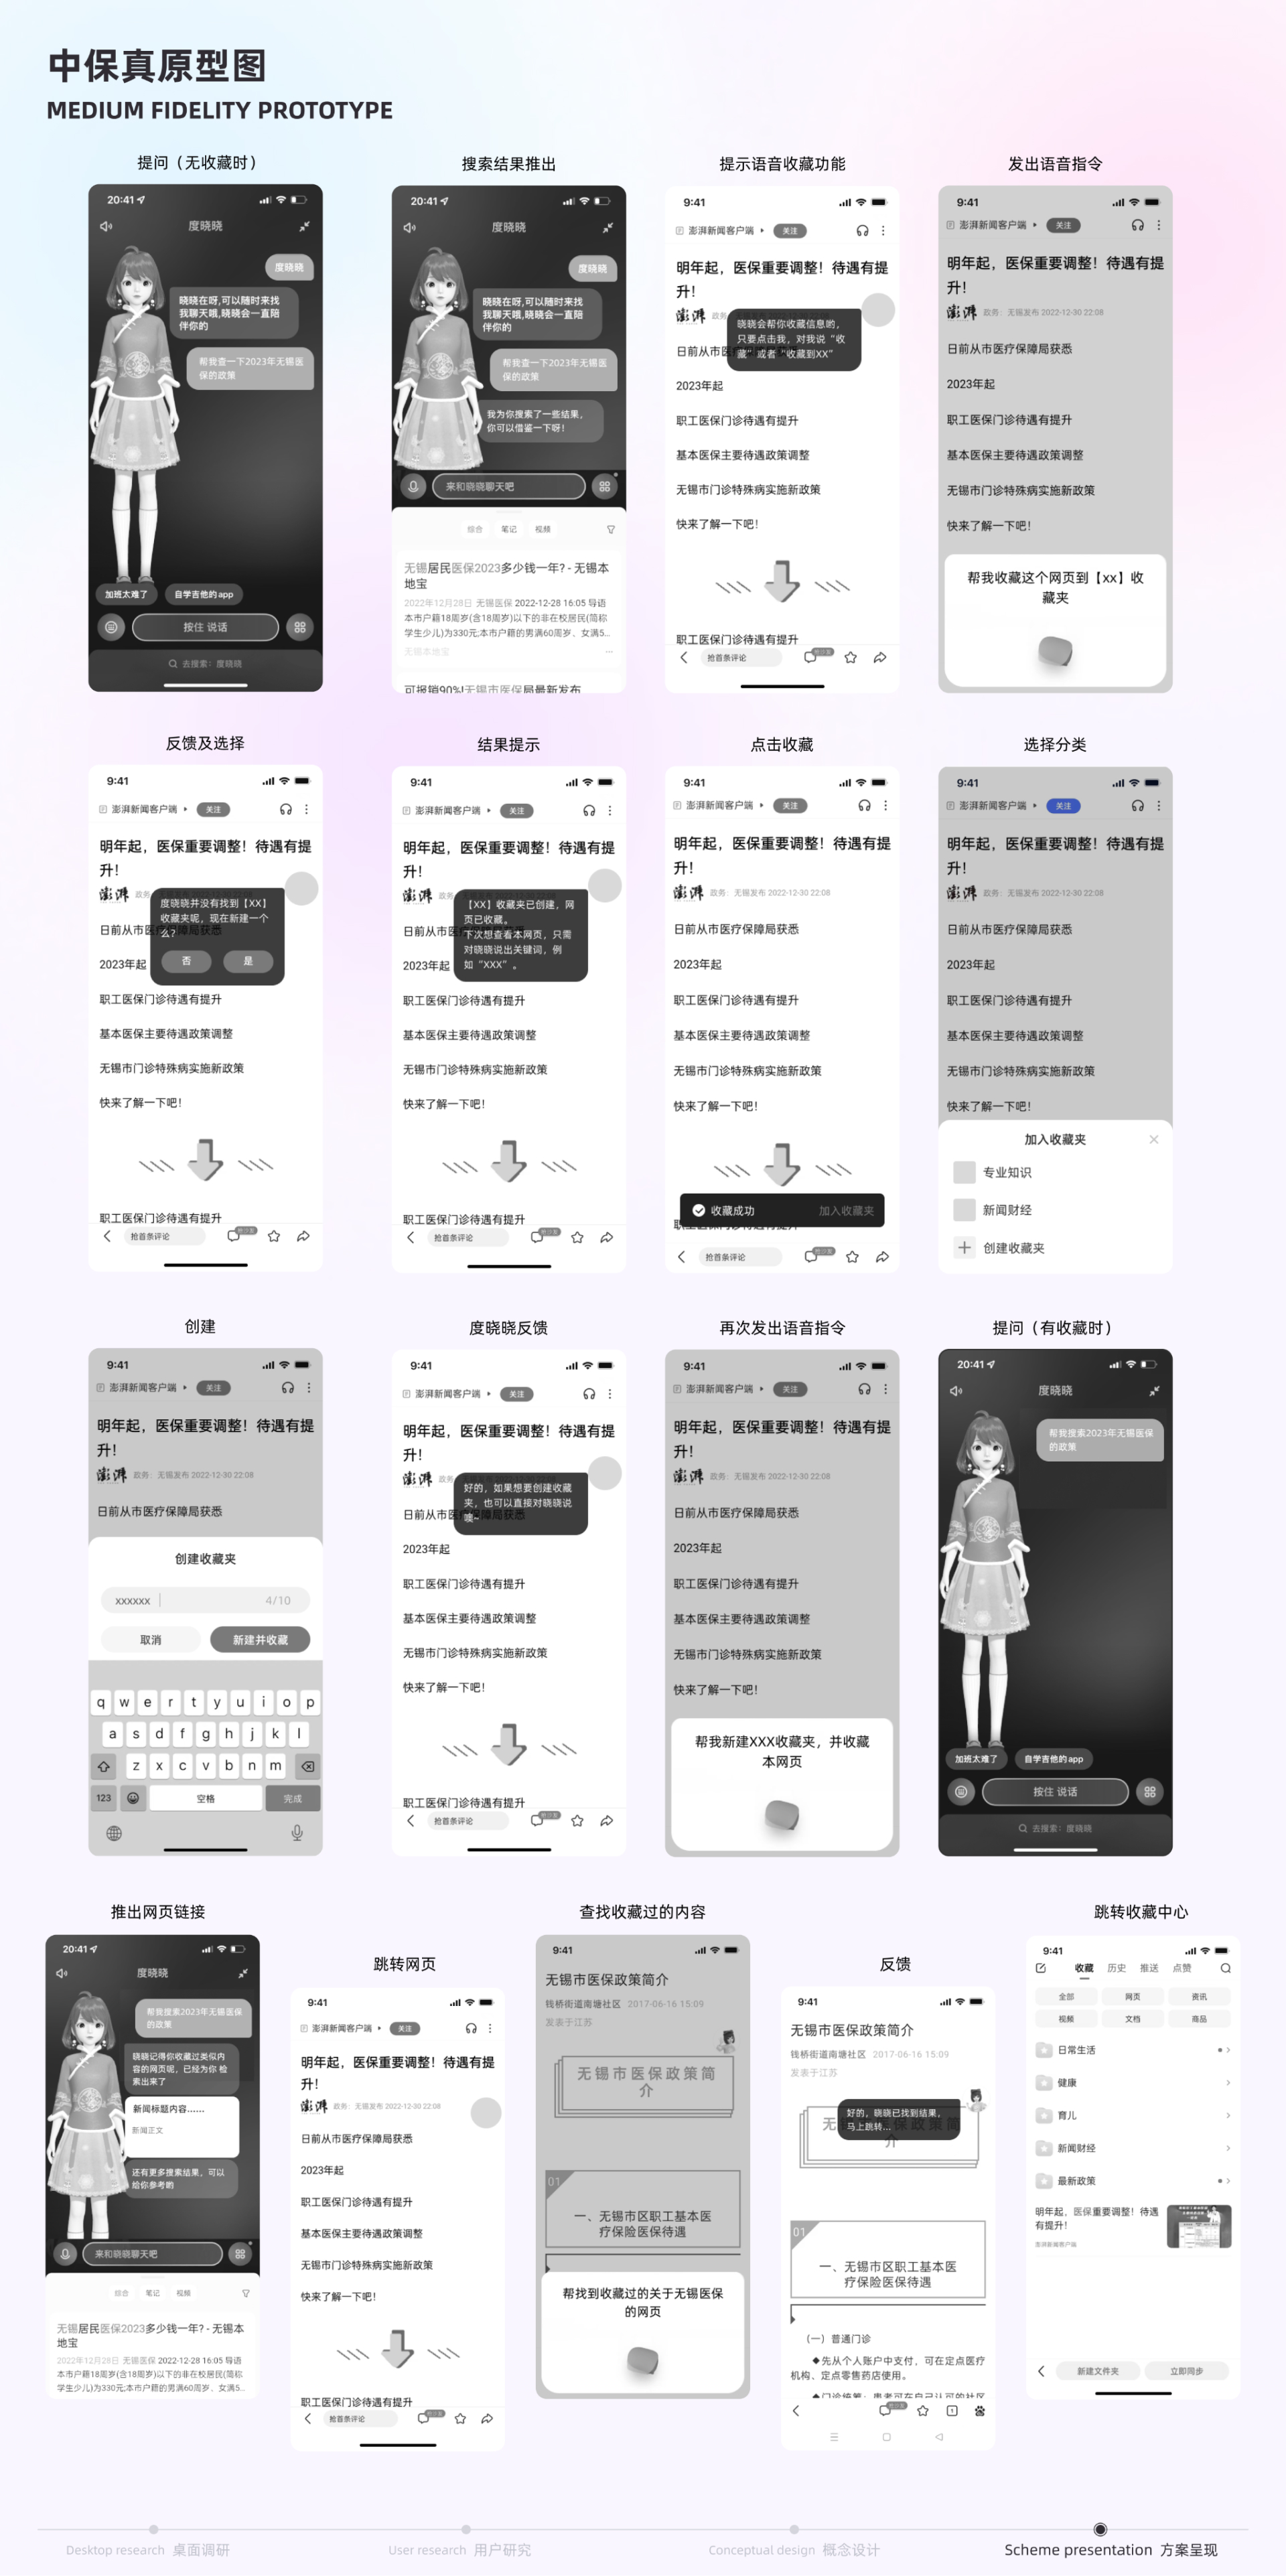 中保真原型图
MEDIUM FIDELITY PROTOTYPE
提问（无收藏时）
20:41
度晓晓
度晓晓
晓晓在呀,可以随时来找
我聊天哦,晓晓会一直陪
伴你的
帮我查一下2023年无锡医
保的政策
加班太难了
自学吉他的app
按住 说话
去搜索：度晓晓
搜索结果推出
20:41
度晓晓
度晓晓
晓晓在呀,可以随时来找
我聊天哦,晓晓会一直陪
伴你的
帮我查一下2023年无锡医
保的政策
我为你搜索了一些结果，
你可以借鉴一下呀！
来和晓晓聊天吧
综合
笔记
视频
无锡居民医保2023多少钱一年? - 无锡本
地宝
2022年12月28日 无锡医保 2022-12-28 16:05 导语
本市户籍18周岁(含18周岁)以下的非在校居民(简称
学生少儿)为330元;本市户籍的男满60周岁、女满5...
无锡本地宝
可报销90%!无锡市医保局最新发布
提示语音收藏功能
9:41
澎湃新闻客户端
关注
明年起，医保重要调整！待遇有提
升！
澎湃
政务
晓晓会帮你收藏信息哟，
只要点击我，对我说“收
藏”或者“收藏到XX”
日前从市医
2023年起
职工医保门诊待遇有提升
基本医保主要待遇政策调整
无锡市门诊特殊病实施新政策
快来了解一下吧！
职工医保门诊待遇有提升
抢首条评论
抢沙发
发出语音指令
9:41
澎湃新闻客户端
关注
明年起，医保重要调整！待遇有提
升！
澎湃
政务：无锡发布 2022-12-30 22:08
日前从市医疗保障局获悉
2023年起
职工医保门诊待遇有提升
基本医保主要待遇政策调整
无锡市门诊特殊病实施新政策
快来了解一下吧！
帮我收藏这个网页到【xx】收
藏夹
反馈及选择
9:41
澎湃新闻客户端
关注
明年起，医保重要调整！待遇有提
升！
澎湃
政务
度晓晓并没有找到【XX】
收藏夹呢，现在新建一个
么?
否
是
日前从市医疗保障局获悉
2023年起
职工医保门诊待遇有提升
基本医保主要待遇政策调整
无锡市门诊特殊病实施新政策
快来了解一下吧！
职工医保门诊待遇有提升
抢首条评论
抢沙发
结果提示
9:41
澎湃新闻客户端
关注
明年起，医保重要调整！待遇有提
升！
澎湃
政务
【XX】收藏夹已创建，网
页已收藏。
下次想查看本网页，只需
对晓晓说出关键词，例
如“XXX”。
日前从市医
2023年起
职工医保门诊待遇有提升
基本医保主要待遇政策调整
无锡市门诊特殊病实施新政策
快来了解一下吧！
职工医保门诊待遇有提升
抢首条评论
抢沙发
点击收藏
9:41
澎湃新闻客户端
关注
明年起，医保重要调整！待遇有提
升！
澎湃
政务：无锡发布 2022-12-30 22:08
日前从市医疗保障局获悉
2023年起
职工医保门诊待遇有提升
基本医保主要待遇政策调整
无锡市门诊特殊病实施新政策
快来了解一下吧！
收藏成功
加入收藏夹
职工医保门诊待遇有提升
抢首条评论
抢沙发
选择分类
9:41
澎湃新闻客户端
关注
明年起，医保重要调整！待遇有提
升！
澎湃
政务：无锡发布 2022-12-30 22:08
日前从市医疗保障局获悉
2023年起
职工医保门诊待遇有提升
基本医保主要待遇政策调整
无锡市门诊特殊病实施新政策
快来了解一下吧！
加入收藏夹
专业知识
新闻财经
创建收藏夹
创建
9:41
澎湃新闻客户端
关注
明年起，医保重要调整！待遇有提
升！
澎湃
政务：无锡发布 2022-12-30 22:08
日前从市医疗保障局获悉
创建收藏夹
xxxxxx
4/10
取消
新建并收藏
q w e r t y u i o p
a s d f g h j k l
z x c v b n m
123
空格
完成
度晓晓反馈
9:41
澎湃新闻客户端
关注
明年起，医保重要调整！待遇有提
升！
澎湃
政务
好的，如果想要创建收藏
夹，也可以直接对晓晓说
噢~
日前从市医疗保障局获悉
2023年起
职工医保门诊待遇有提升
基本医保主要待遇政策调整
无锡市门诊特殊病实施新政策
快来了解一下吧！
职工医保门诊待遇有提升
抢首条评论
抢沙发
再次发出语音指令
9:41
澎湃新闻客户端
关注
明年起，医保重要调整！待遇有提
升！
澎湃
政务：无锡发布 2022-12-30 22:08
日前从市医疗保障局获悉
2023年起
职工医保门诊待遇有提升
基本医保主要待遇政策调整
无锡市门诊特殊病实施新政策
快来了解一下吧！
帮我新建XXX收藏夹，并收藏
本网页
提问（有收藏时）
20:41
度晓晓
帮我搜索2023年无锡医保
的政策
加班太难了
自学吉他的app
按住 说话
去搜索：度晓晓
推出网页链接
20:41
度晓晓
帮我搜索2023年无锡医保
的政策
晓晓记得你收藏过类似内
容的网页呢，已经为你 检
索出来了
新闻标题内容......
新闻正文
还有更多搜索结果，可以
给你参考哟
来和晓晓聊天吧
综合
笔记
视频
无锡居民医保2023多少钱一年? - 无锡本
地宝
2022年12月28日 无锡医保 2022-12-28 16:05 导语
本市户籍18周岁(含18周岁)以下的非在校居民(简称
学生少儿)为330元;本市户籍的男满60周岁、女满5...
跳转网页
9:41
澎湃新闻客户端
关注
明年起，医保重要调整！待遇有提
升！
澎湃
政务：无锡发布 2022-12-30 22:08
日前从市医疗保障局获悉
2023年起
职工医保门诊待遇有提升
基本医保主要待遇政策调整
无锡市门诊特殊病实施新政策
快来了解一下吧！
职工医保门诊待遇有提升
抢首条评论
抢沙发
查找收藏过的内容
9:41
无锡市医保政策简介
钱桥街道南塘社区 2017-06-16 15:09
发表于江苏
无锡市医保政策简
介
01
一、无锡市区职工基本医
疗保险医保待遇
帮找到收藏过的关于无锡医保
的网页
反馈
9:41
无锡市医保政策简介
钱桥街道南塘社区 2017-06-16 15:09
发表于江苏
好的，晓晓已找到结果，
马上跳转...
无锡市医保政策简
介
01
一、无锡市区职工基本医
疗保险医保待遇
（一）普通门诊
◆先从个人账户中支付，可在定点医疗
机构、定点零售药店使用。
◆门诊统筹：患者可在自己认可的社区
抢沙发
跳转收藏中心
9:41
收藏
历史
推送
点赞
全部
网页
资讯
视频
文档
商品
日常生活
健康
育儿
新闻财经
最新政策
明年起，医保重要调整！待遇
有提升！
澎湃新闻客户端
新建文件夹
立即同步
Desktop research 桌面调研
User research 用户研究
Conceptual design 概念设计
Scheme presentation 方案呈现